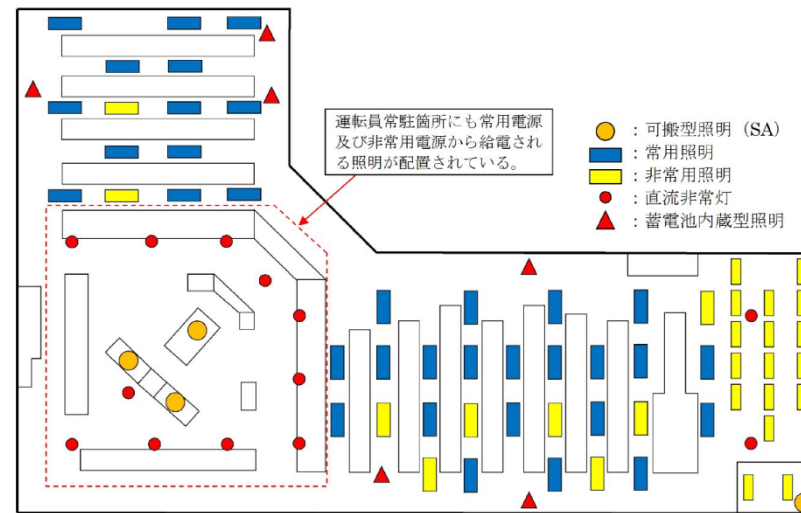 運転員常駐箇所にも常用電源
及び非常用電源から給電され
る照明が配置されている。
：可搬型照明（SA）
：常用照明
：非常用照明
：直流非常灯
：蓄電池内蔵型照明